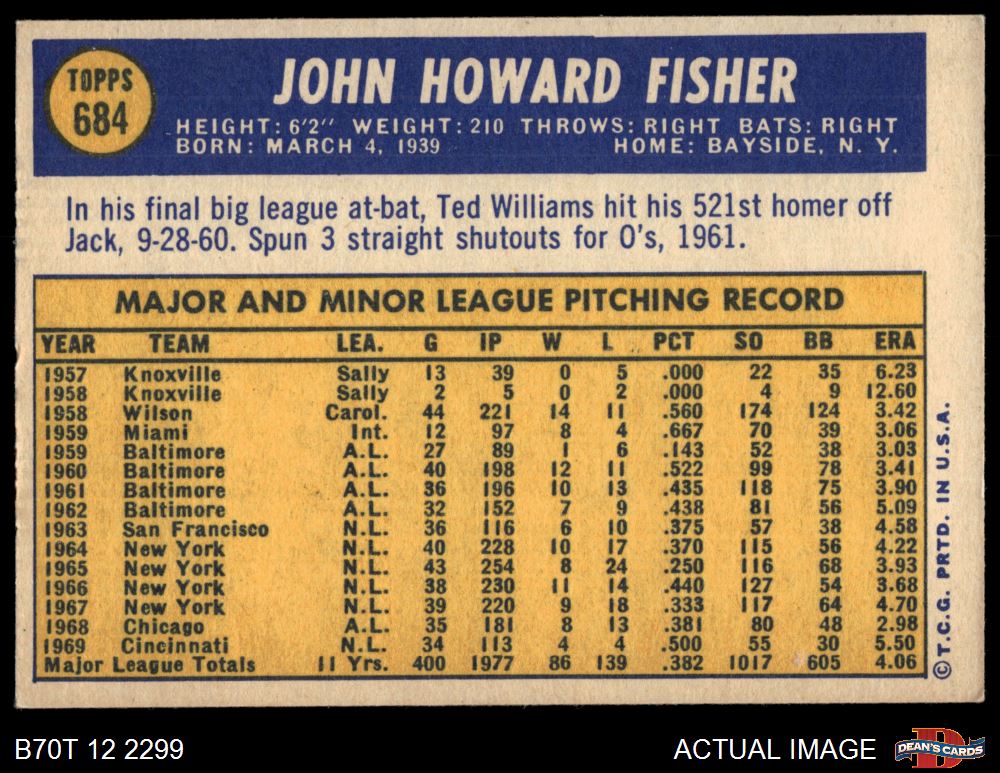 TOPPS
684
JOHN HOWARD FISHER
HEIGHT: 6'2" WEIGHT: 210 THROWS: RIGHT BATS: RIGHT
BORN: MARCH 4, 1939 HOME: BAYSIDE, N. Y.
In his final big league at-bat, Ted Williams hit his 521st homer off
Jack, 9-28-60. Spun 3 straight shutouts for O's, 1961.
MAJOR AND MINOR LEAGUE PITCHING RECORD
YEAR TEAM LEA. G IP W L PCT SO BB ERA
1957 Knoxville Sally 13 39 0 5 .000 22 35 6.23
1958 Knoxville Sally 2 5 0 2 .000 4 9 12.60
1958 Wilson Carol. 44 221 14 11 .560 174 124 3.42
1959 Miami Int. 12 97 8 4 .667 70 39 3.06
1959 Baltimore A.L. 27 89 1 6 .143 52 38 3.03
1960 Baltimore A.L. 40 198 12 11 .522 99 78 3.41
1961 Baltimore A.L. 36 196 10 13 .435 118 75 3.90
1962 Baltimore A.L. 32 152 7 9 .438 81 56 5.09
1963 San Francisco N.L. 36 116 6 10 .375 57 38 4.58
1964 New York N.L. 40 228 10 17 .370 115 56 4.22
1965 New York N.L. 43 254 8 24 .250 116 68 3.93
1966 New York N.L. 38 230 11 14 .440 127 54 3.68
1967 New York N.L. 39 220 9 18 .333 117 64 4.70
1968 Chicago A.L. 35 181 8 13 .381 80 48 2.98
1969 Cincinnati N.L. 34 113 4 4 .500 55 30 5.50
Major League Totals 11 Yrs. 400 1977 86 139 .382 1017 605 4.06
©T.C.G. PRTD. IN U.S.A.
B70T 12 2299
ACTUAL IMAGE
DEAN'S CARDS